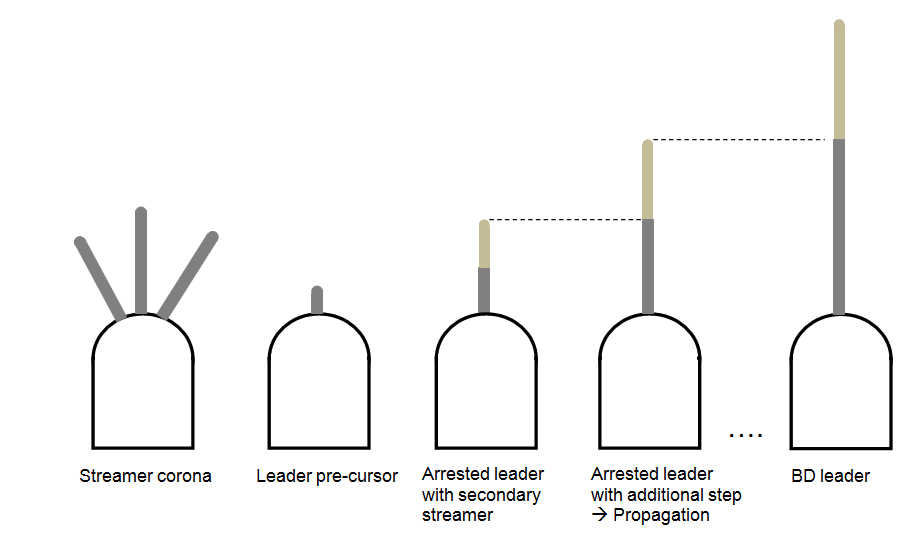 ....
Streamer corona
Leader pre-cursor
Arrested leader
with secondary
streamer
Arrested leader
with additional step
→ Propagation
BD leader